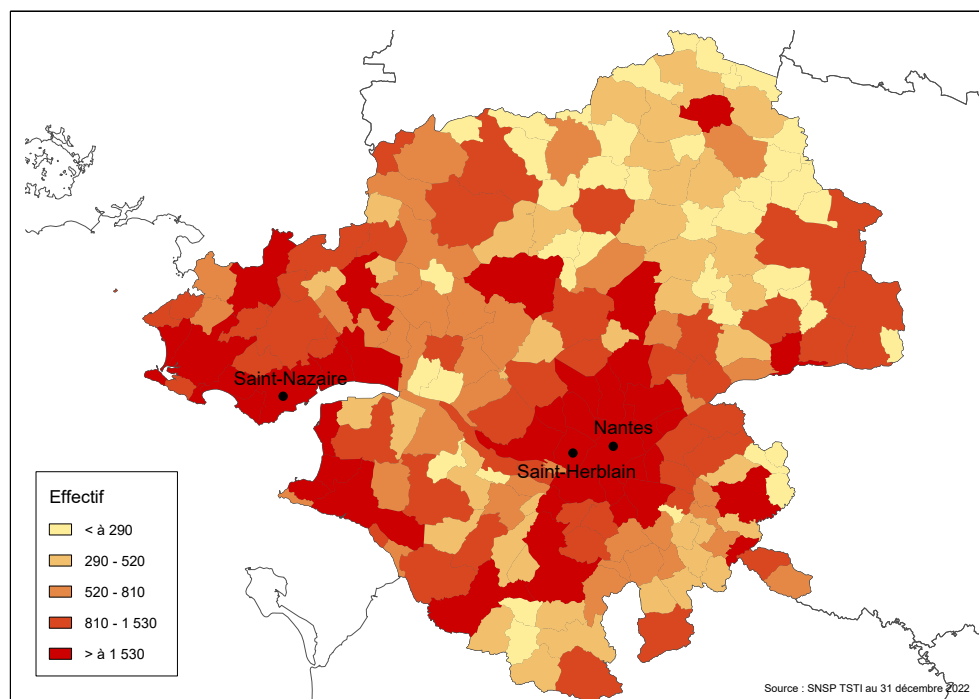 Saint-Nazaire
Nantes
Saint-Herblain
Effectif
< à 290
290 - 520
520 - 810
810 - 1 530
> à 1 530
Source : SNSP TSTI au 31 décembre 2022